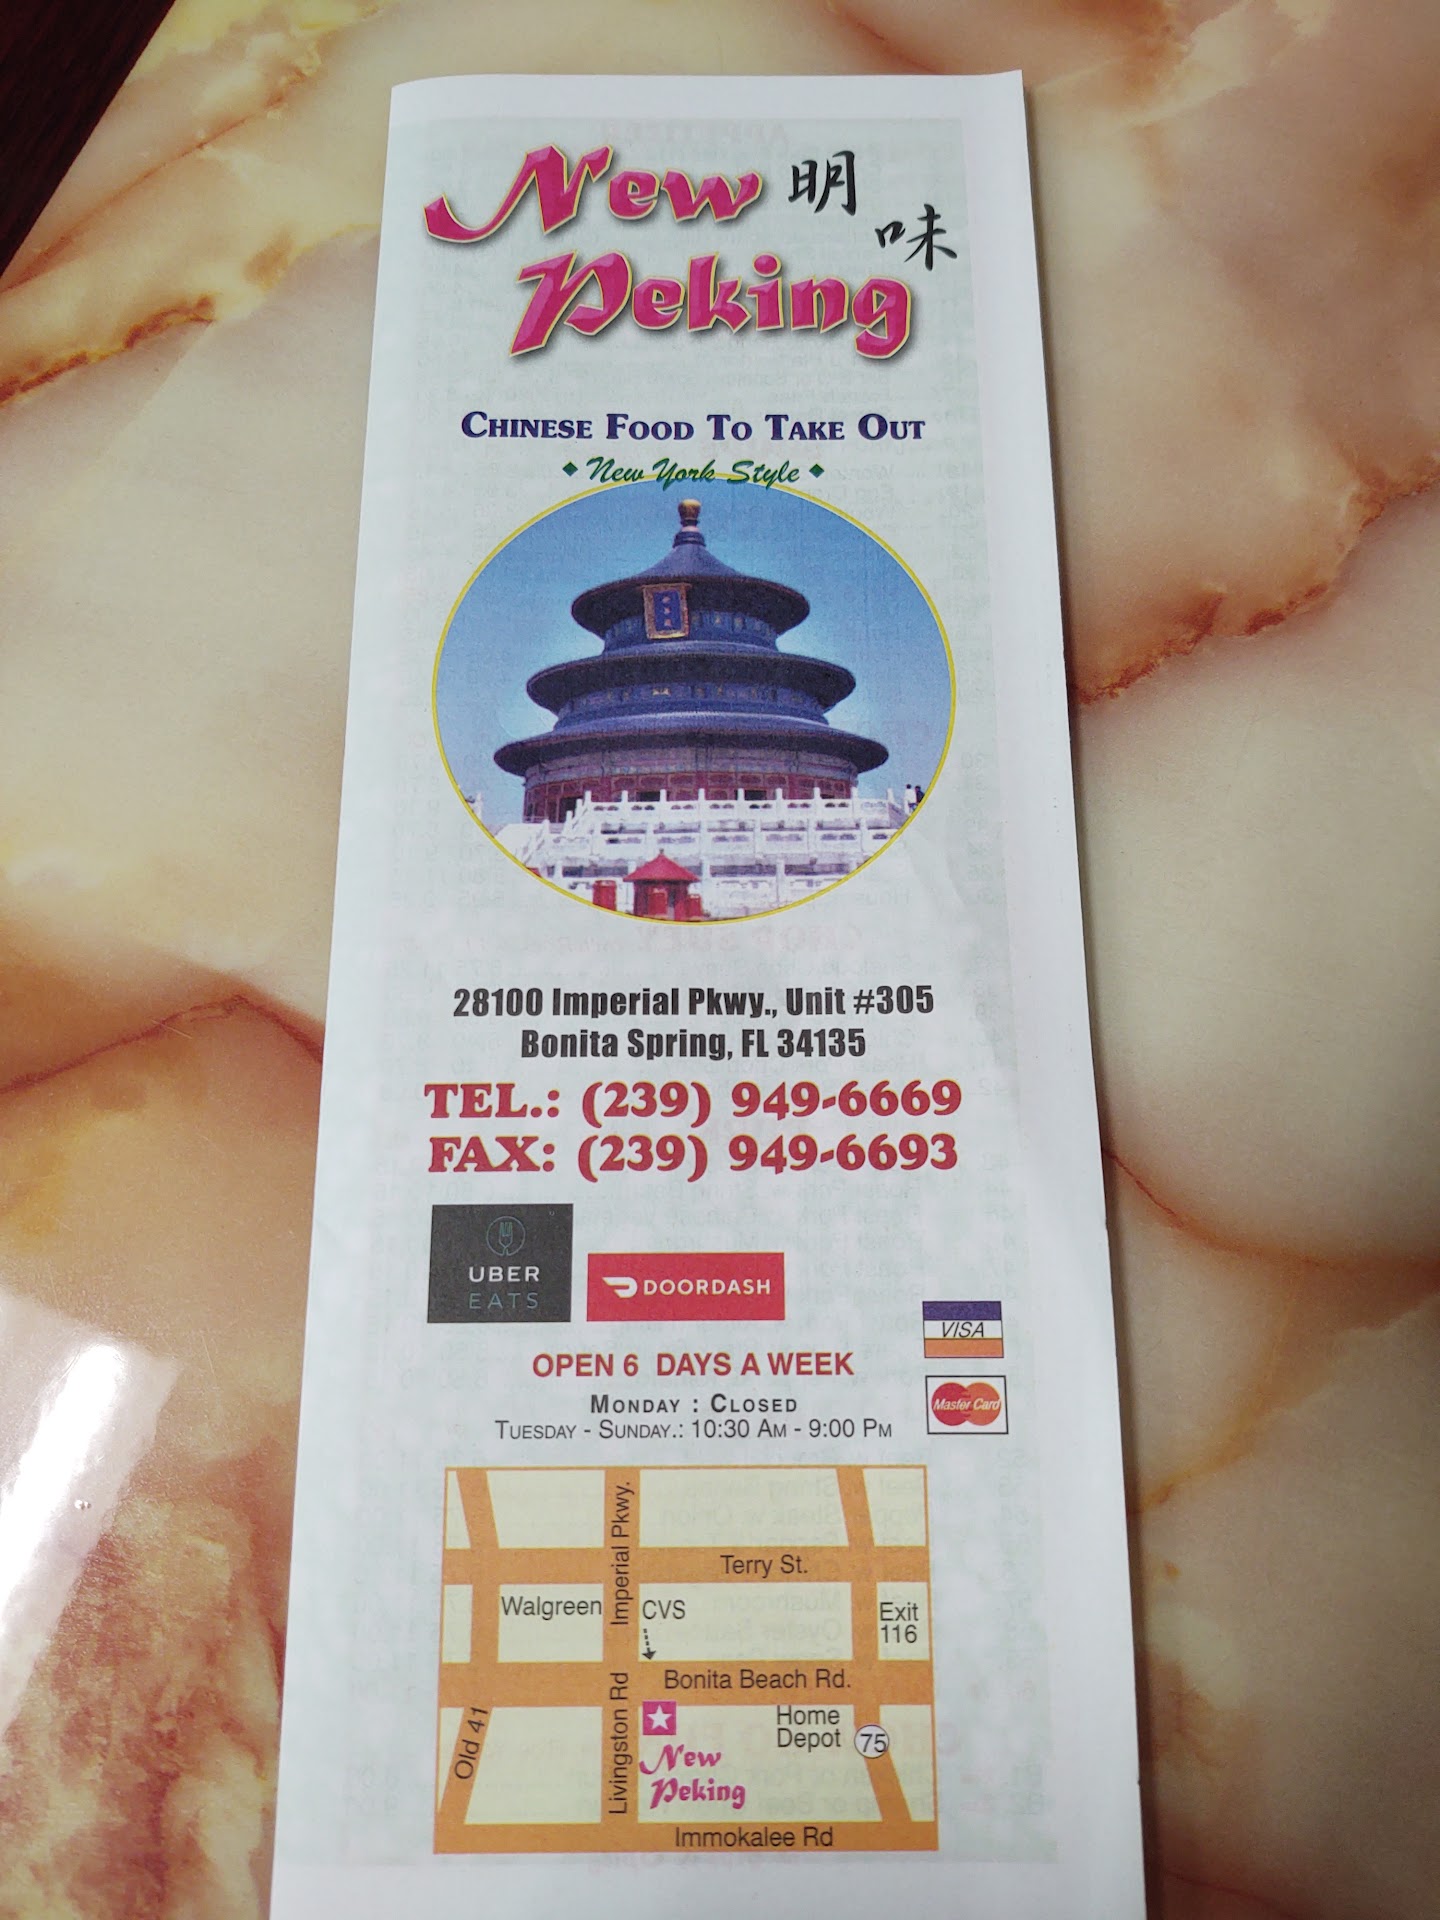 New 明
味
Peking
CHINESE FOOD TO TAKE OUT
New York Style
28100 Imperial Pkwy., Unit #305
Bonita Spring, FL 34135
TEL.: (239) 949-6669
FAX: (239) 949-6693
UBER
EATS
DOORDASH
VISA
Master Card
OPEN 6 DAYS A WEEK
MONDAY : CLOSED
TUESDAY - SUNDAY.: 10:30 AM - 9:00 PM
Imperial Pkwy.
Terry St.
Walgreen
CVS
Exit
116
Bonita Beach Rd.
Old 41
Livingston Rd
Home
Depot
75
New
Peking
Immokalee Rd